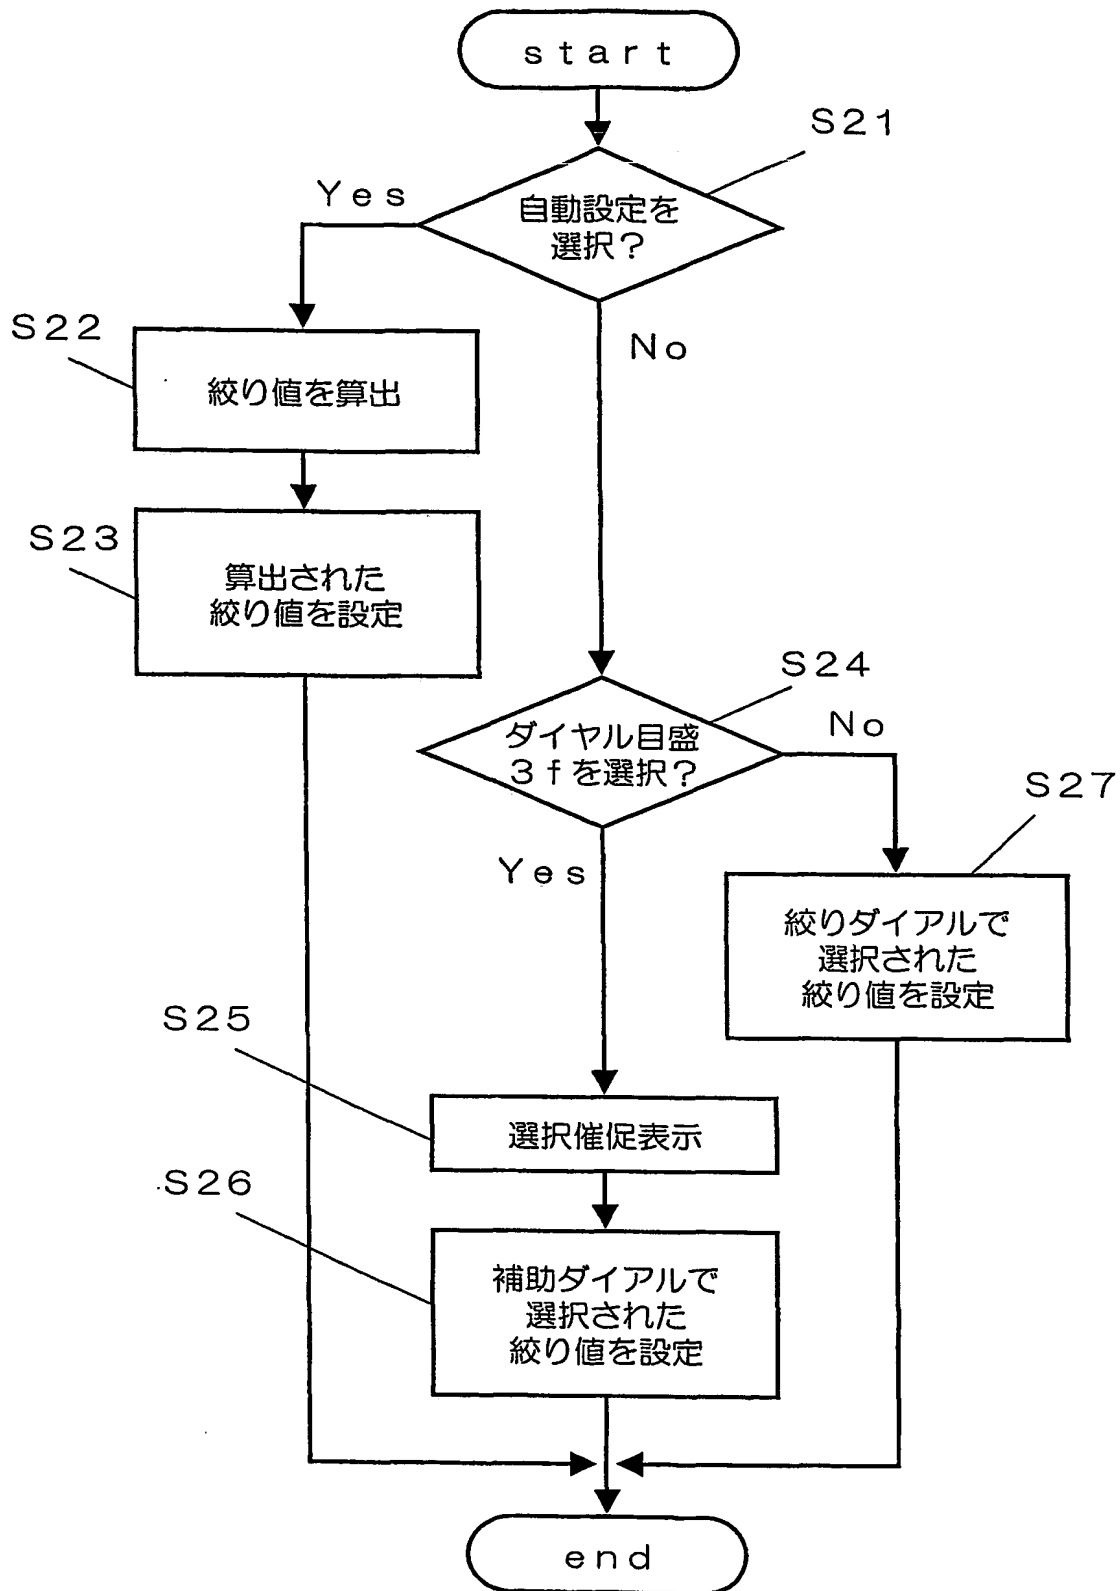 start
S21
Yes
自動設定を
選択？
S22
No
絞り値を算出
S23
算出された
絞り値を設定
S24
ダイヤル目盛
3fを選択？
No
S27
Yes
絞りダイアルで
選択された
絞り値を設定
S25
選択催促表示
S26
補助ダイアルで
選択された
絞り値を設定
end